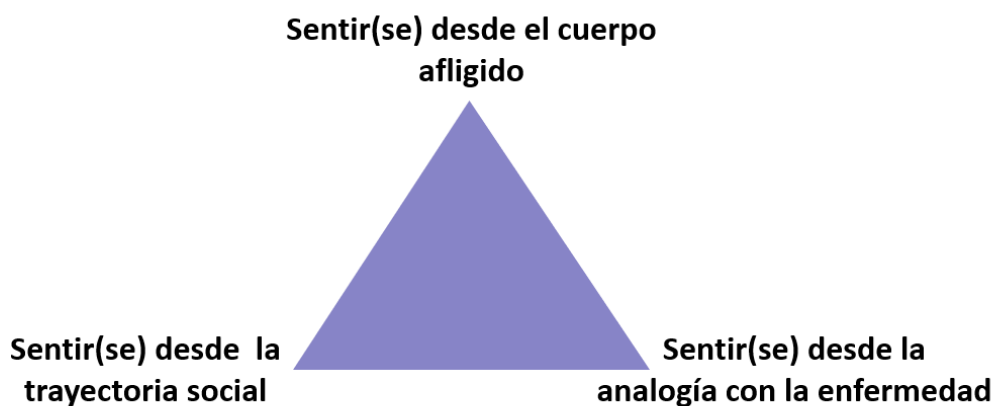 Sentir(se) desde el cuerpo
afligido
Sentir(se) desde la
trayectoria social
Sentir(se) desde la
analogía con la enfermedad